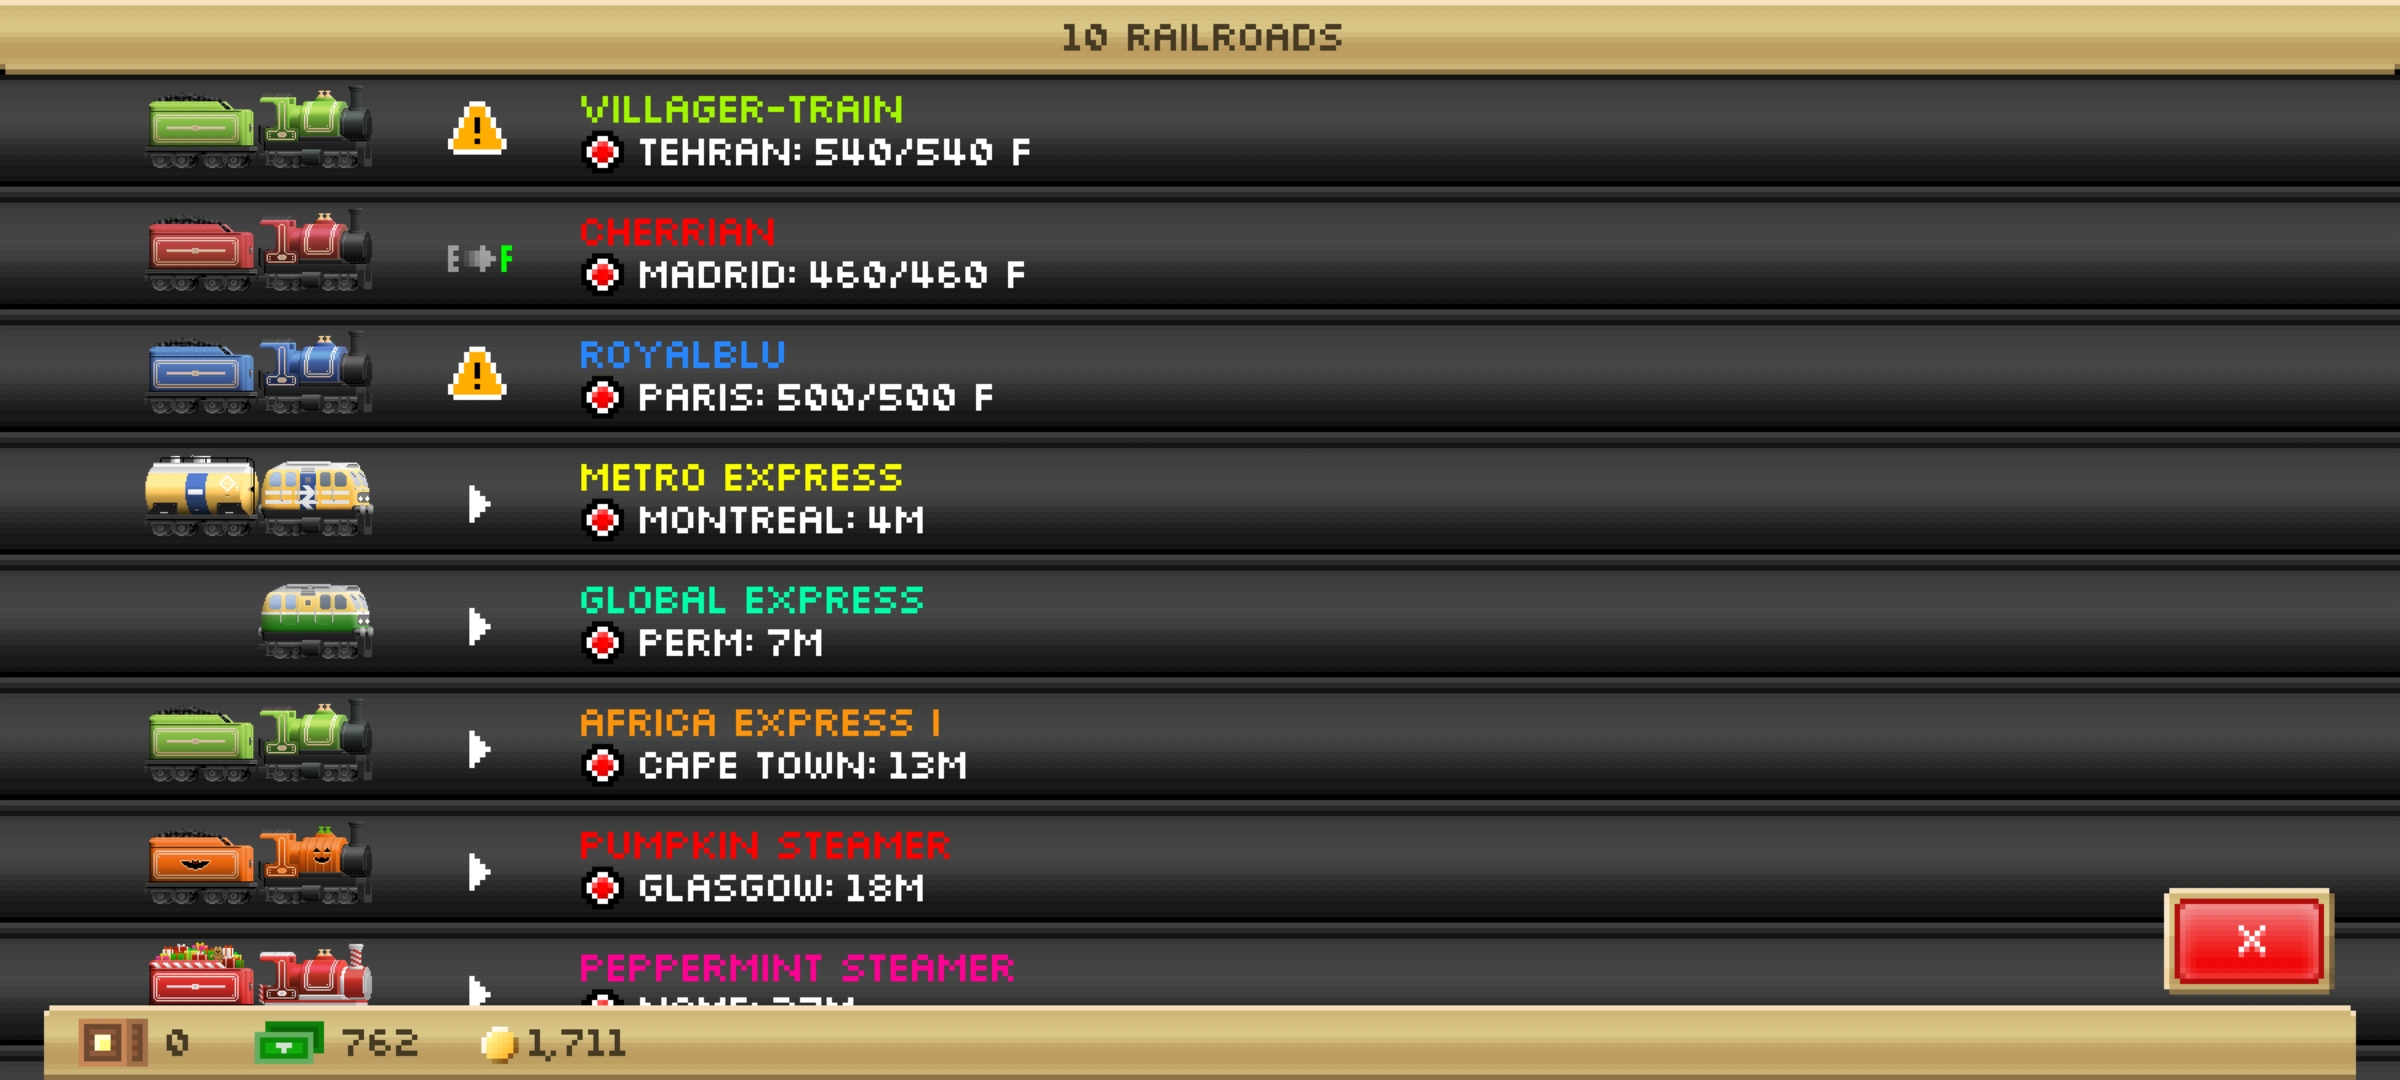 10 RAILROADS
VILLAGER-TRAIN
TEHRAN: 540/540 F
E F
CHERRIAN
MADRID: 460/460 F
ROYALBLU
PARIS: 500/500 F
METRO EXPRESS
MONTREAL: 4M
GLOBAL EXPRESS
PERM: 7M
AFRICA EXPRESS I
CAPE TOWN: 13M
PUMPKIN STEAMER
GLASGOW: 18M
PEPPERMINT STEAMER
X
0 762 1,711